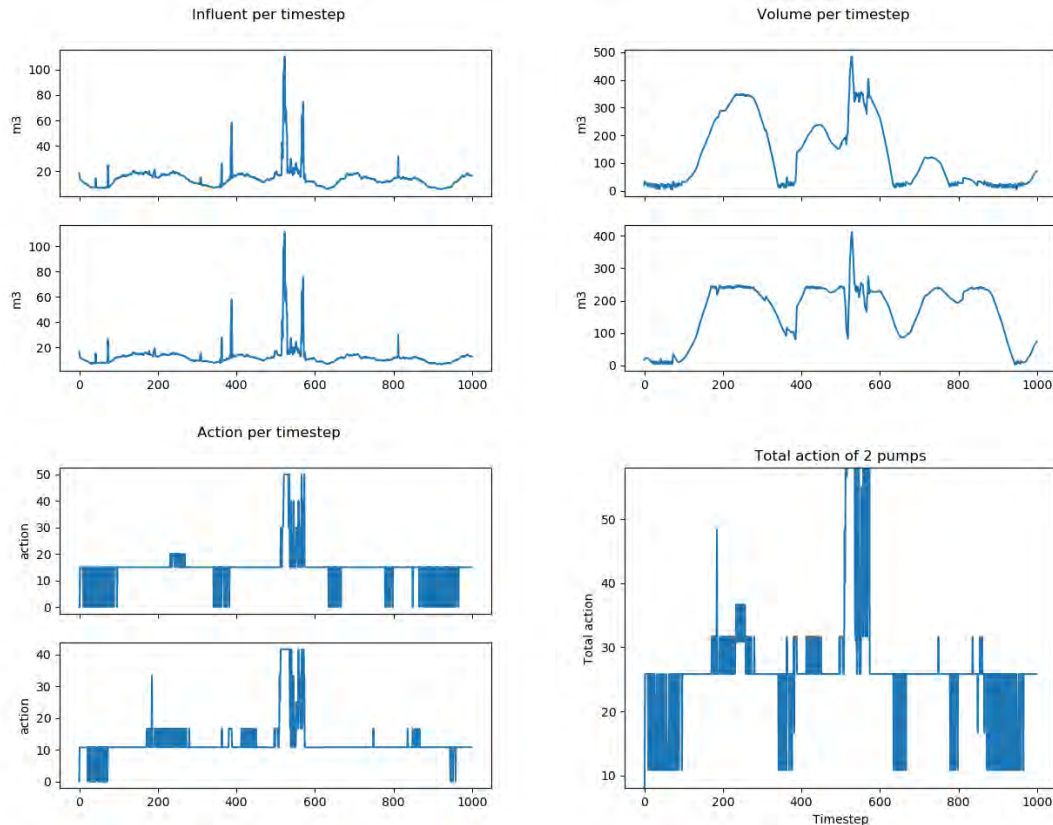 Influent per timestep
100
80
60
40
20
m3
100
80
60
40
20
m3
0 200 400 600 800 1000
Volume per timestep
500
400
300
200
100
0
m3
400
300
200
100
0
m3
0 200 400 600 800 1000
Action per timestep
50
40
30
20
10
0
action
40
30
20
10
0
action
0 200 400 600 800 1000
Total action of 2 pumps
50
40
30
20
10
Total action
0 200 400 600 800 1000
Timestep